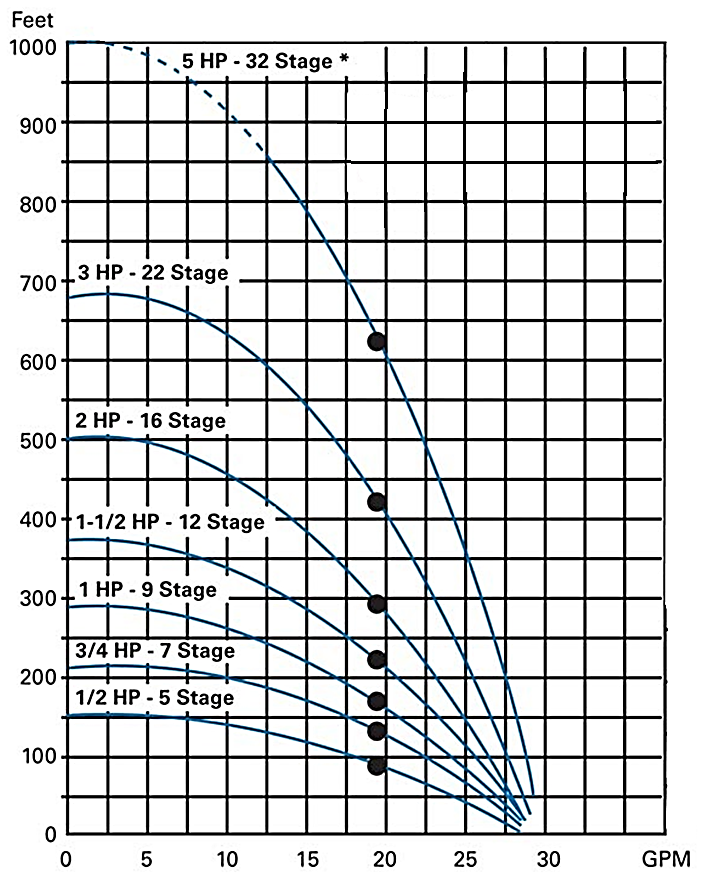 Feet
1000
5 HP - 32 Stage *
900
800
700
3 HP - 22 Stage
600
500
2 HP - 16 Stage
400
1-1/2 HP - 12 Stage
300
1 HP - 9 Stage
3/4 HP - 7 Stage
200
1/2 HP - 5 Stage
100
0
0 5 10 15 20 25 30 GPM